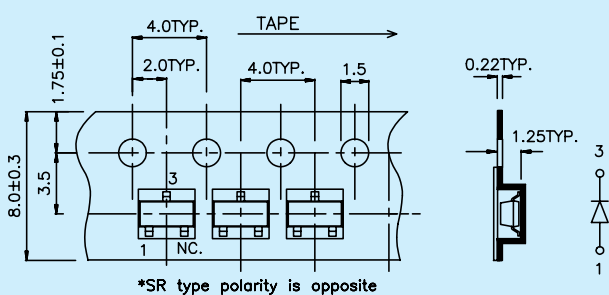 4.0TYP.
TAPE
2.0TYP.
4.0TYP.
1.5
0.22TYP.
1.25TYP.
1.75±0.1
8.0±0.3
3.5
3
1
NC.
3
1
*SR type polarity is opposite